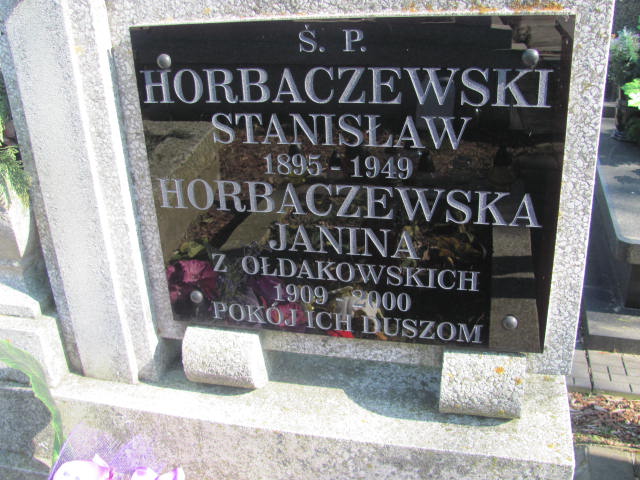 Ś. P.
HORBACZEWSKI
STANISŁAW
1895 - 1949
HORBACZEWSKA
JANINA
Z OŁDAKOWSKICH
1909 - 2000
POKÓJ ICH DUSZOM